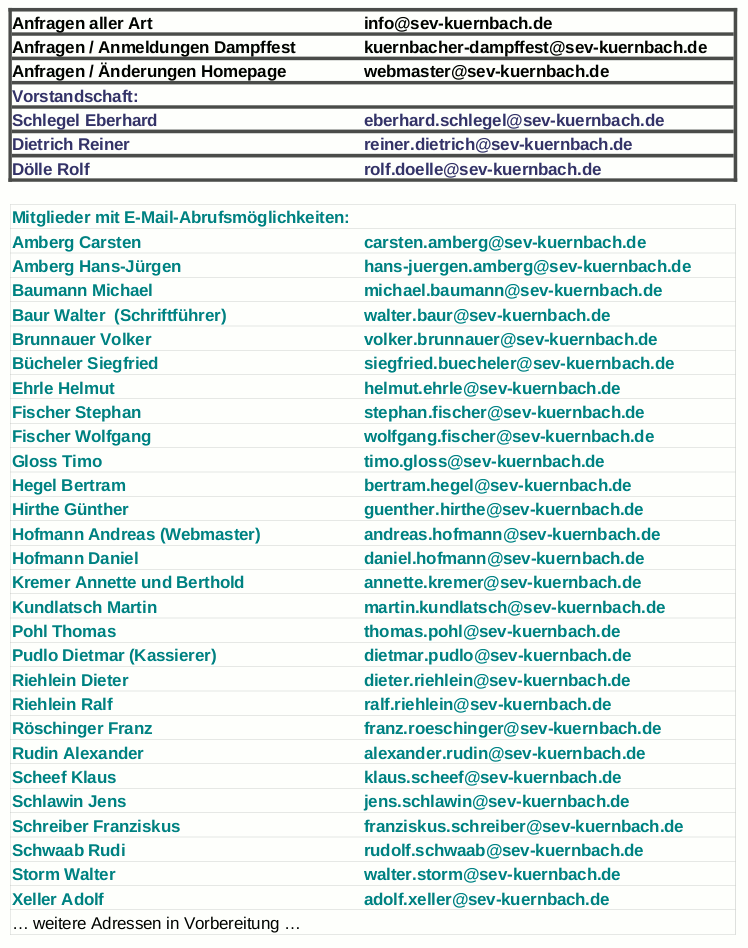 Anfragen aller Art info@sev-kuernbach.de
Anfragen / Anmeldungen Dampffest kuernbacher-dampffest@sev-kuernbach.de
Anfragen / Änderungen Homepage webmaster@sev-kuernbach.de
Vorstandschaft:
Schlegel Eberhard eberhard.schlegel@sev-kuernbach.de
Dietrich Reiner reiner.dietrich@sev-kuernbach.de
Dölle Rolf rolf.doelle@sev-kuernbach.de
Mitglieder mit E-Mail-Abrufsmöglichkeiten:
Amberg Carsten carsten.amberg@sev-kuernbach.de
Amberg Hans-Jürgen hans-juergen.amberg@sev-kuernbach.de
Baumann Michael michael.baumann@sev-kuernbach.de
Baur Walter (Schriftführer) walter.baur@sev-kuernbach.de
Brunnauer Volker volker.brunnauer@sev-kuernbach.de
Bücheler Siegfried siegfried.buecheler@sev-kuernbach.de
Ehrle Helmut helmut.ehrle@sev-kuernbach.de
Fischer Stephan stephan.fischer@sev-kuernbach.de
Fischer Wolfgang wolfgang.fischer@sev-kuernbach.de
Gloss Timo timo.gloss@sev-kuernbach.de
Hegel Bertram bertram.hegel@sev-kuernbach.de
Hirthe Günther guenther.hirthe@sev-kuernbach.de
Hofmann Andreas (Webmaster) andreas.hofmann@sev-kuernbach.de
Hofmann Daniel daniel.hofmann@sev-kuernbach.de
Kremer Annette und Berthold annette.kremer@sev-kuernbach.de
Kundlatsch Martin martin.kundlatsch@sev-kuernbach.de
Pohl Thomas thomas.pohl@sev-kuernbach.de
Pudlo Dietmar (Kassierer) dietmar.pudlo@sev-kuernbach.de
Riehlein Dieter dieter.riehlein@sev-kuernbach.de
Riehlein Ralf ralf.riehlein@sev-kuernbach.de
Röschinger Franz franz.roeschinger@sev-kuernbach.de
Rudin Alexander alexander.rudin@sev-kuernbach.de
Scheef Klaus klaus.scheef@sev-kuernbach.de
Schlawin Jens jens.schlawin@sev-kuernbach.de
Schreiber Franziskus franziskus.schreiber@sev-kuernbach.de
Schwaab Rudi rudolf.schwaab@sev-kuernbach.de
Storm Walter walter.storm@sev-kuernbach.de
Xeller Adolf adolf.xeller@sev-kuernbach.de
… weitere Adressen in Vorbereitung …